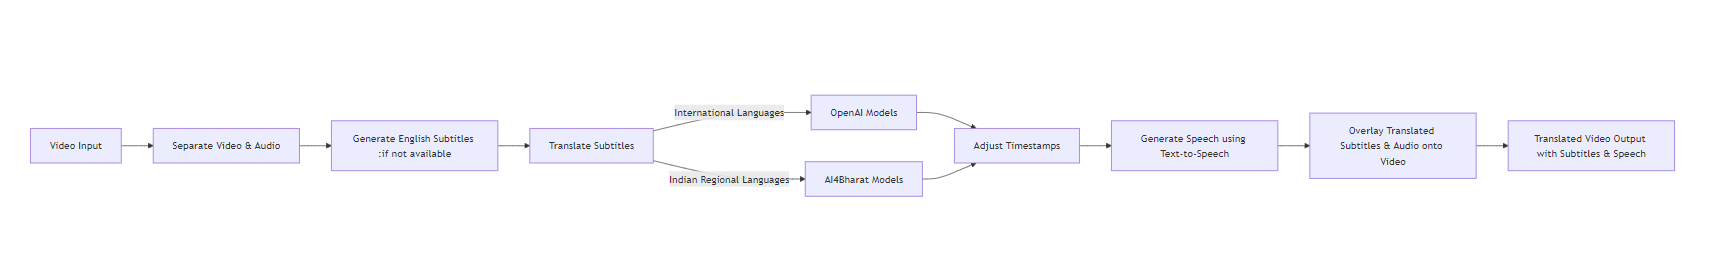 Video Input
Separate Video & Audio
Generate English Subtitles
:if not available
Translate Subtitles
International Languages
Indian Regional Languages
OpenAI Models
AI4Bharat Models
Adjust Timestamps
Generate Speech using
Text-to-Speech
Overlay Translated
Subtitles & Audio onto
Video
Translated Video Output
with Subtitles & Speech